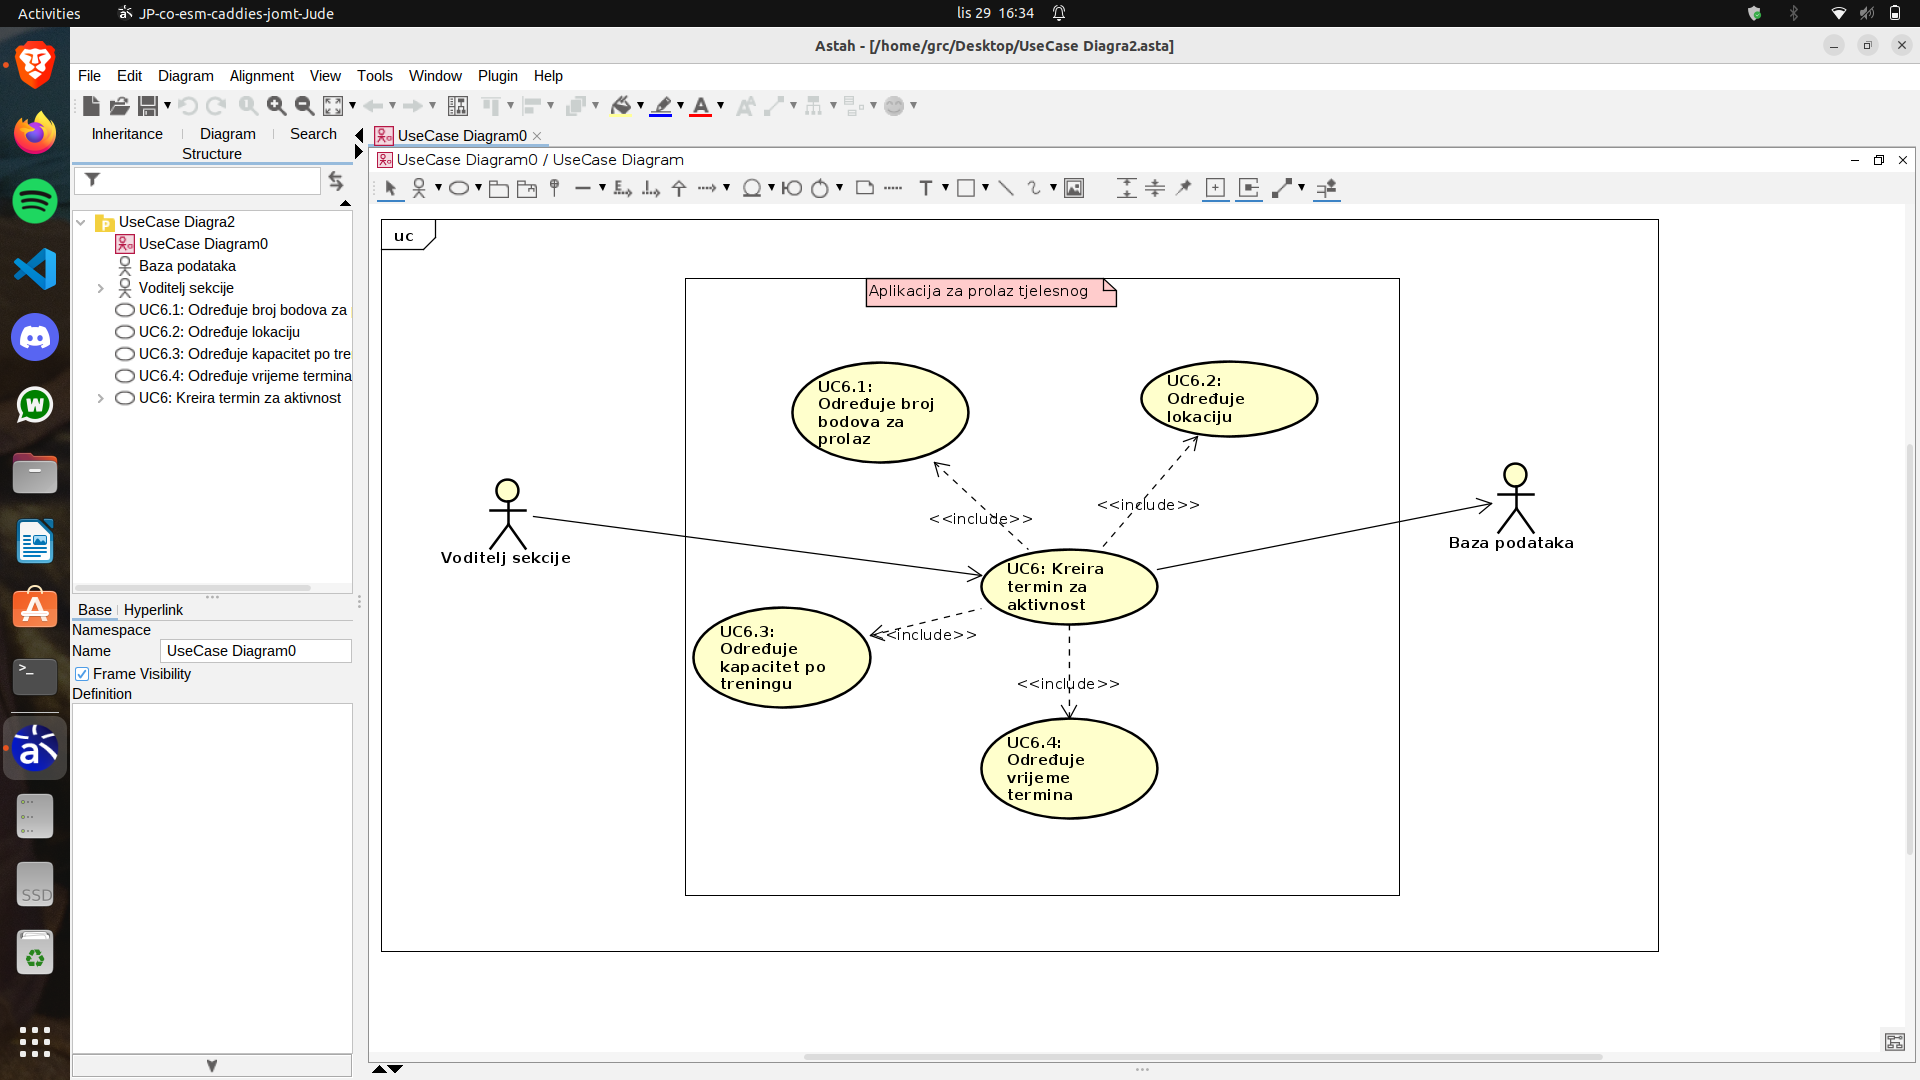 Activities
JP-co-esm-caddies-jomt-Jude
lis 29 16:34
Astah - [/home/grc/Desktop/UseCase Diagra2.asta]
File Edit Diagram Alignment View Tools Window Plugin Help
Inheritance Diagram Search
Structure
UseCase Diagram0
UseCase Diagram0 / UseCase Diagram
UseCase Diagra2
UseCase Diagram0
Baza podataka
Voditelj sekcije
UC6.1: Određuje broj bodova za
UC6.2: Određuje lokaciju
UC6.3: Određuje kapacitet po tre
UC6.4: Određuje vrijeme termina
UC6: Kreira termin za aktivnost
Base Hyperlink
Namespace
Name UseCase Diagram0
Frame Visibility
Definition
SSD
uc
Aplikacija za prolaz tjelesnog
UC6.1:
Određuje broj
bodova za
prolaz
UC6.2:
Određuje
lokaciju
<<include>>
<<include>>
Voditelj sekcije
Baza podataka
UC6: Kreira
termin za
aktivnost
UC6.3:
Određuje
kapacitet po
treningu
<<include>>
<<include>>
UC6.4:
Određuje
vrijeme
termina